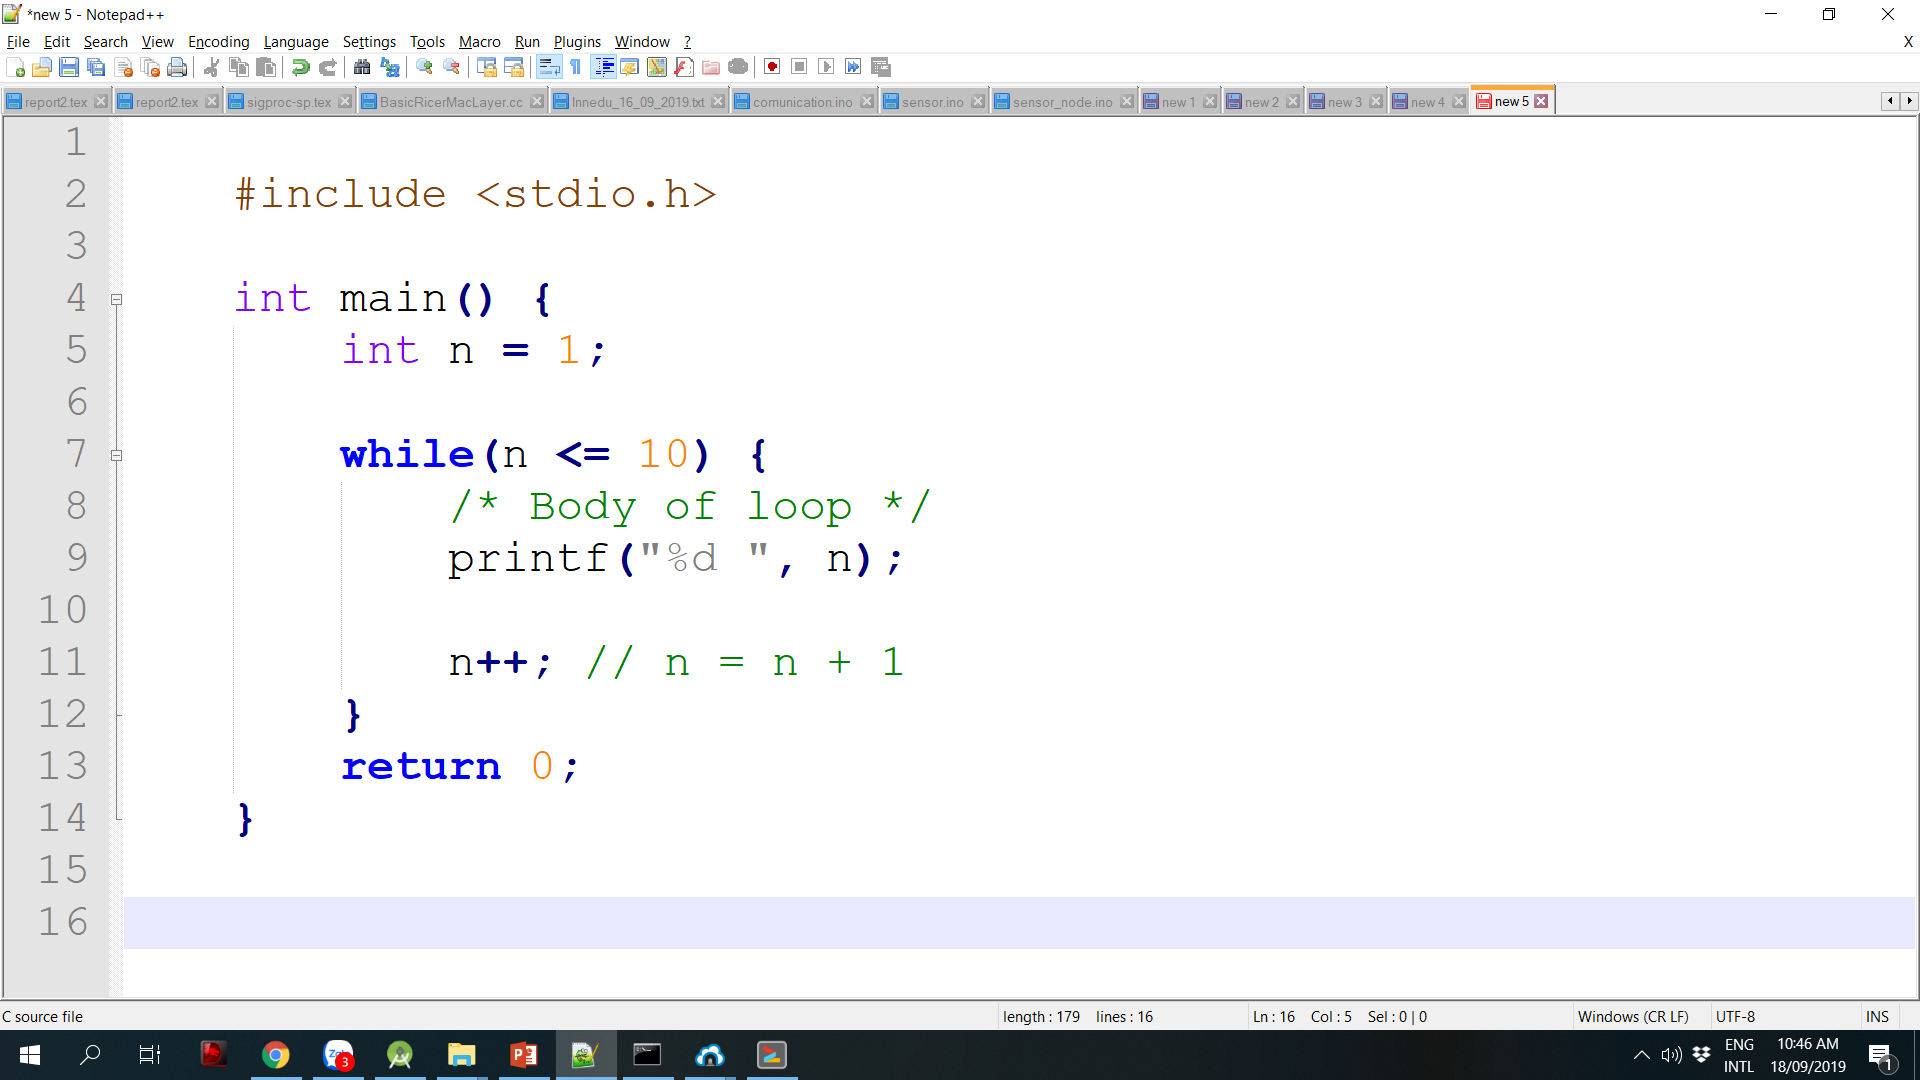 *new 5 - Notepad++
File Edit Search View Encoding Language Settings Tools Macro Run Plugins Window ? X
report2.tex report2.tex sigproc-sp.tex BasicRicerMacLayer.cc Innedu_16_09_2019.txt comunication.ino sensor.ino sensor_node.ino new 1 new 2 new 3 new 4 new 5
1
2 #include <stdio.h>
3
4 int main() {
5 int n = 1;
6
7 while(n <= 10) {
8 /* Body of loop */
9 printf("%d ", n);
10
11 n++; // n = n + 1
12 }
13 return 0;
14 }
15
16
C source file length : 179 lines : 16 Ln : 16 Col : 5 Sel : 0 | 0 Windows (CR LF) UTF-8 INS
3 ENG 10:46 AM
INTL 18/09/2019 1